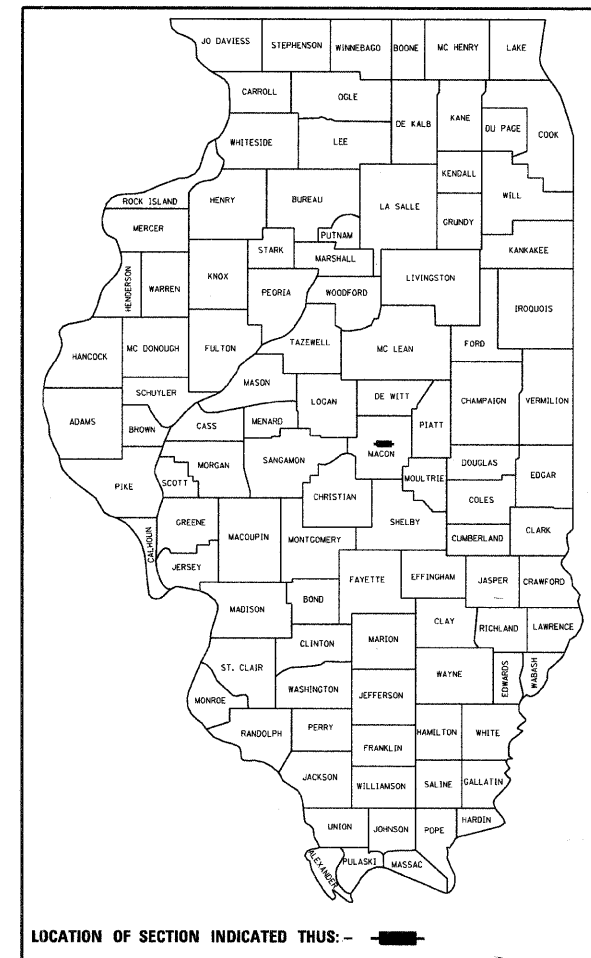 JO DAVIESS
STEPHENSON
WINNEBAGO
BOONE
MC HENRY
LAKE
CARROLL
OGLE
DE KALB
KANE
DU PAGE
COOK
WHITESIDE
LEE
KENDALL
WILL
ROCK ISLAND
HENRY
BUREAU
LA SALLE
GRUNDY
MERCER
PUTNAM
STARK
MARSHALL
KANKAKEE
HENDERSON
WARREN
KNOX
PEORIA
WOODFORD
LIVINGSTON
IROQUOIS
HANCOCK
MC DONOUGH
FULTON
TAZEWELL
MC LEAN
FORD
SCHUYLER
MASON
LOGAN
DE WITT
CHAMPAIGN
VERMILION
ADAMS
BROWN
CASS
MENARD
PIATT
MACON
SANGAMON
MORGAN
SCOTT
PIKE
CHRISTIAN
MOULTRIE
DOUGLAS
EDGAR
COLES
GREENE
MACOUPIN
MONTGOMERY
SHELBY
CUMBERLAND
CLARK
CALHOUN
JERSEY
FAYETTE
EFFINGHAM
JASPER
CRAWFORD
MADISON
BOND
CLAY
RICHLAND
LAWRENCE
CLINTON
MARION
ST. CLAIR
WAYNE
EDWARDS
WABASH
WASHINGTON
JEFFERSON
MONROE
RANDOLPH
PERRY
HAMILTON
WHITE
FRANKLIN
JACKSON
WILLIAMSON
SALINE
GALLATIN
UNION
JOHNSON
POPE
HARDIN
ALEXANDER
PULASKI
MASSAC
LOCATION OF SECTION INDICATED THUS: -